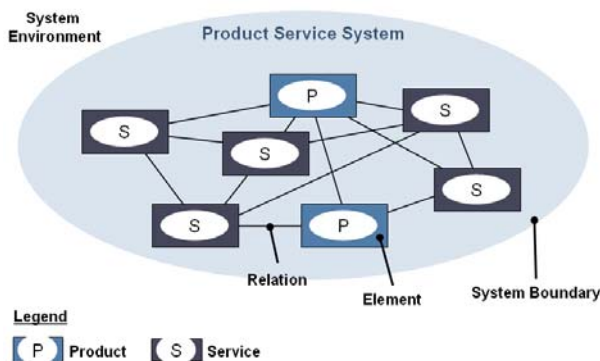 System
Environment
Product Service System
P
S
S
S
S
S
P
Relation
Element
System Boundary
Legend
P Product S Service